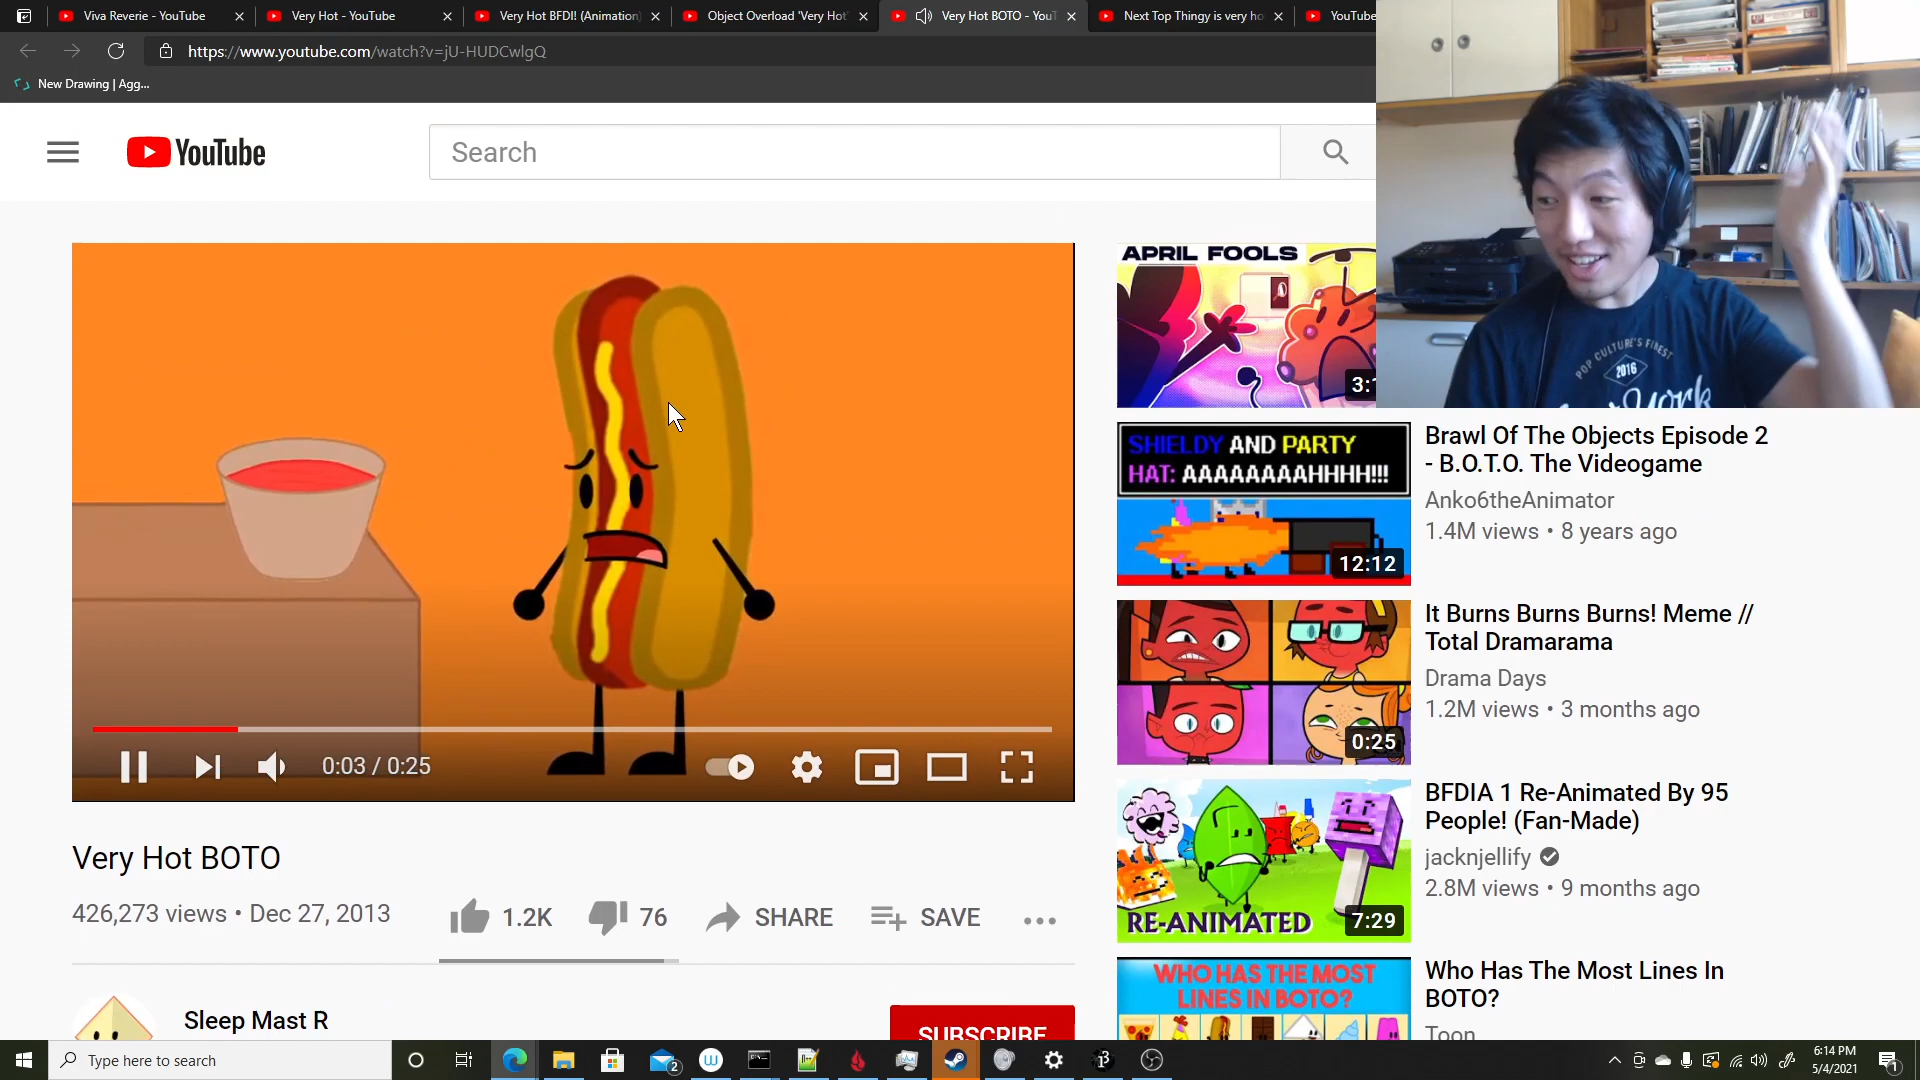 Viva Reverie - YouTube
Very Hot - YouTube
Very Hot BFDI! (Animation
Object Overload 'Very Hot'
Very Hot BOTO - YouT
Next Top Thingy is very ho
YouTube
https://www.youtube.com/watch?v=jU-HUDCwlgQ
New Drawing | Agg...
YouTube
Search
APRIL FOOLS
POP CULTURE'S FINEST
2016
SHIELDY AND PARTY
HAT: AAAAAAAAHHHH!!!
12:12
Brawl Of The Objects Episode 2
- B.O.T.O. The Videogame
Anko6theAnimator
1.4M views • 8 years ago
0:25
It Burns Burns Burns! Meme //
Total Dramarama
Drama Days
1.2M views • 3 months ago
RE-ANIMATED
7:29
BFDIA 1 Re-Animated By 95
People! (Fan-Made)
jacknjellify
2.8M views • 9 months ago
WHO HAS THE MOST
LINES IN BOTO?
Who Has The Most Lines In
BOTO?
Toon
0:03 / 0:25
Very Hot BOTO
426,273 views • Dec 27, 2013
1.2K
76
SHARE
SAVE
Sleep Mast R
SUBSCRIBE
Type here to search
2
6:14 PM
5/4/2021
1